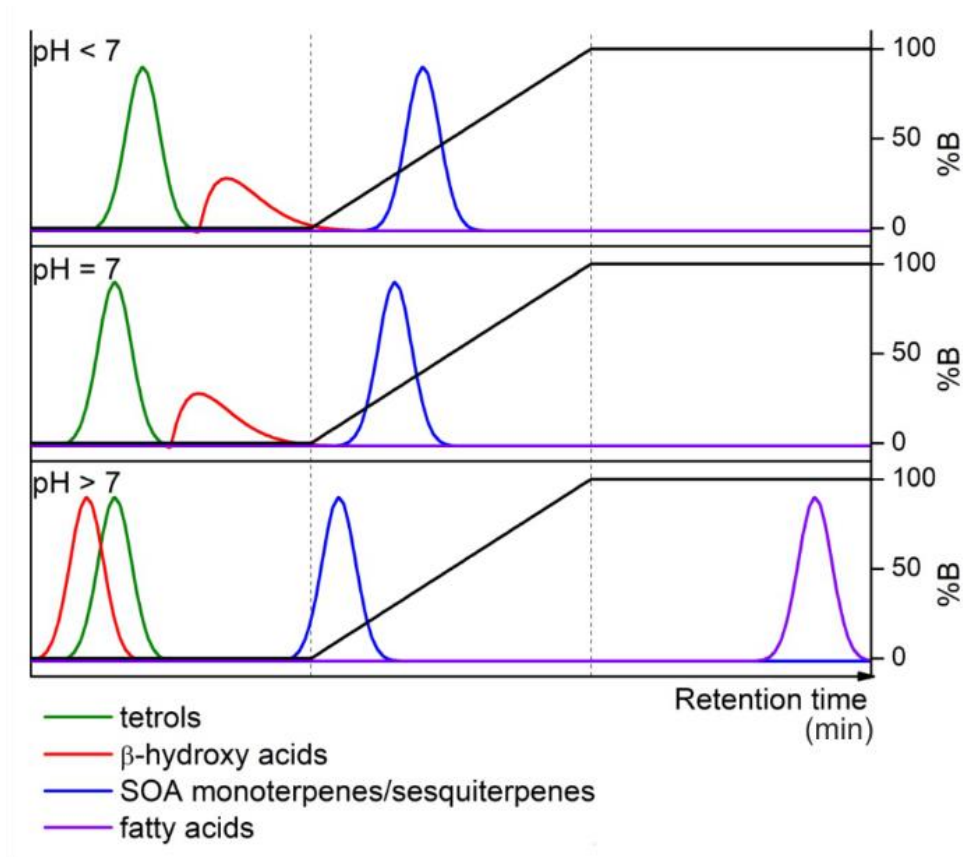 pH < 7
100
50
0
%B
pH = 7
100
50
0
%B
pH > 7
100
50
0
%B
Retention time
(min)
tetrols
β-hydroxy acids
SOA monoterpenes/sesquiterpenes
fatty acids